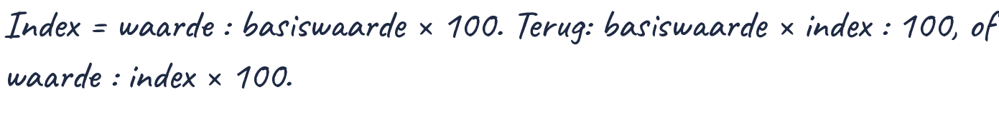 Index = waarde : basiswaarde × 100. Terug: basiswaarde × index : 100, of
waarde : index × 100.